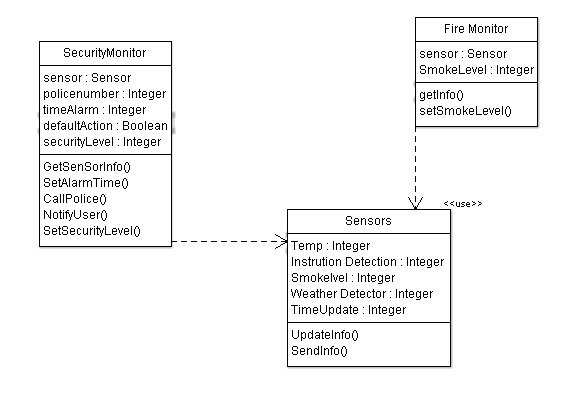 SecurityMonitor
sensor : Sensor
policenumber : Integer
timeAlarm : Integer
defaultAction : Boolean
securityLevel : Integer
GetSenSorInfo()
SetAlarmTime()
CallPolice()
NotifyUser()
SetSecurityLevel()
Fire Monitor
sensor : Sensor
SmokeLevel : Integer
getInfo()
setSmokeLevel()
<<use>>
Sensors
Temp : Integer
Instrution Detection : Integer
Smokelvel : Integer
Weather Detector : Integer
TimeUpdate : Integer
UpdateInfo()
SendInfo()